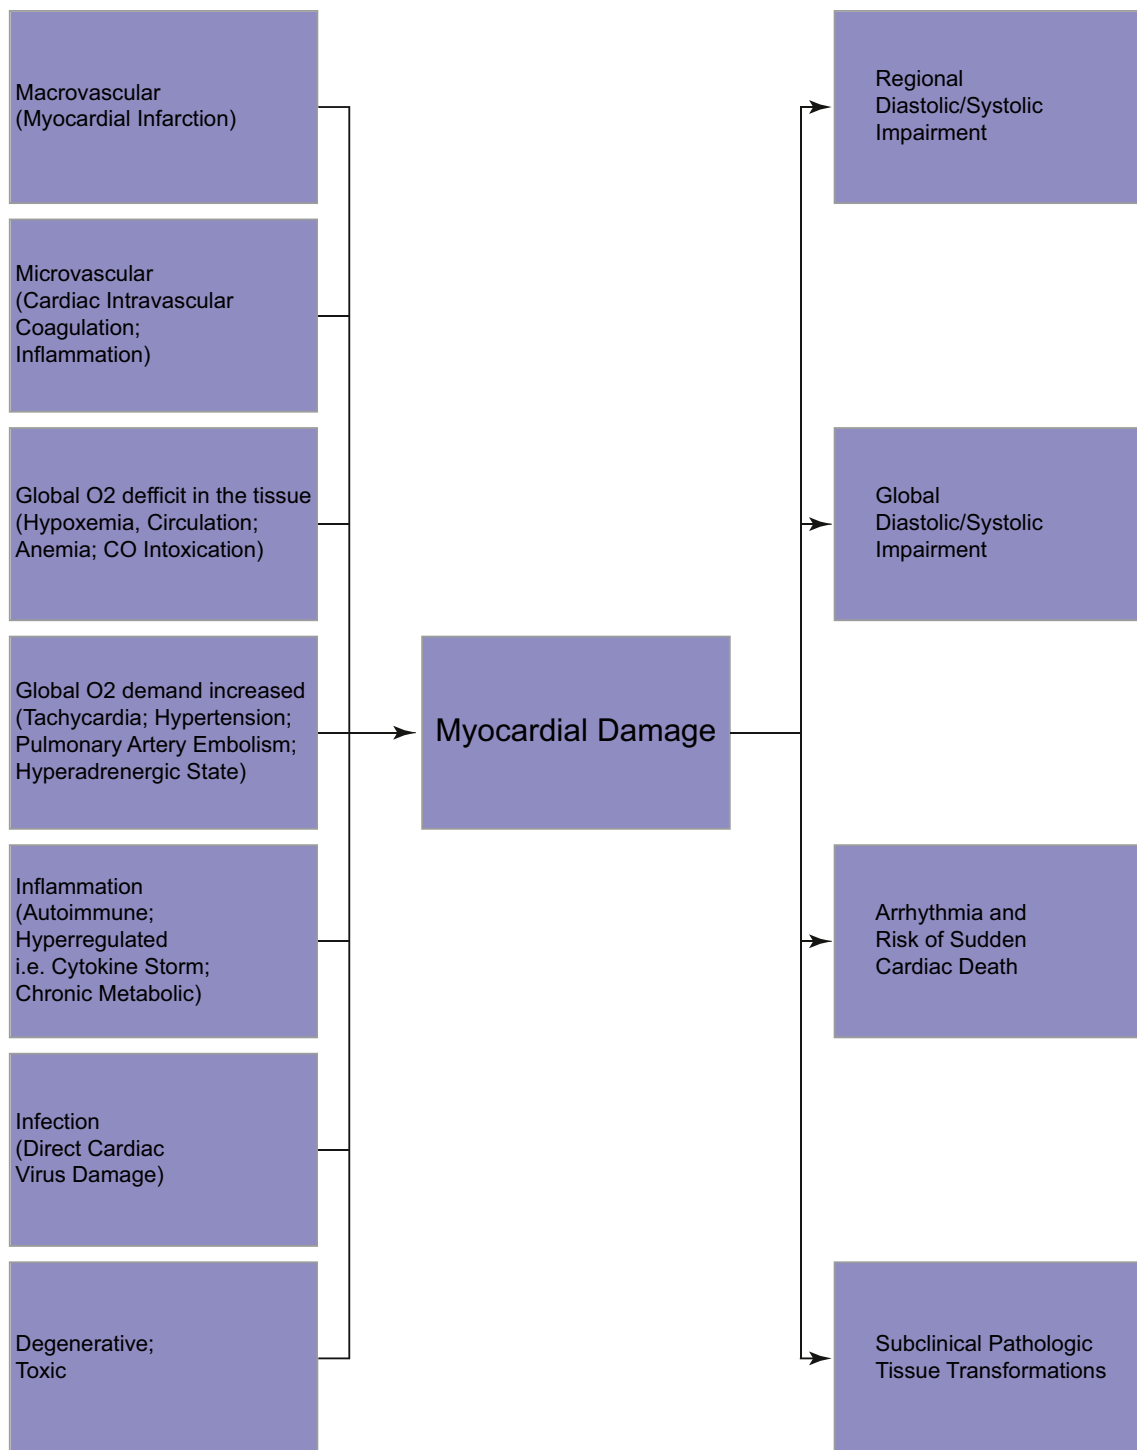 Macrovascular
(Myocardial Infarction)
Microvascular
(Cardiac Intravascular
Coagulation;
Inflammation)
Global O2 defficit in the tissue
(Hypoxemia, Circulation;
Anemia; CO Intoxication)
Global O2 demand increased
(Tachycardia; Hypertension;
Pulmonary Artery Embolism;
Hyperadrenergic State)
Inflammation
(Autoimmune;
Hyperregulated
i.e. Cytokine Storm;
Chronic Metabolic)
Infection
(Direct Cardiac
Virus Damage)
Degenerative;
Toxic
Myocardial Damage
Regional
Diastolic/Systolic
Impairment
Global
Diastolic/Systolic
Impairment
Arrhythmia and
Risk of Sudden
Cardiac Death
Subclinical Pathologic
Tissue Transformations